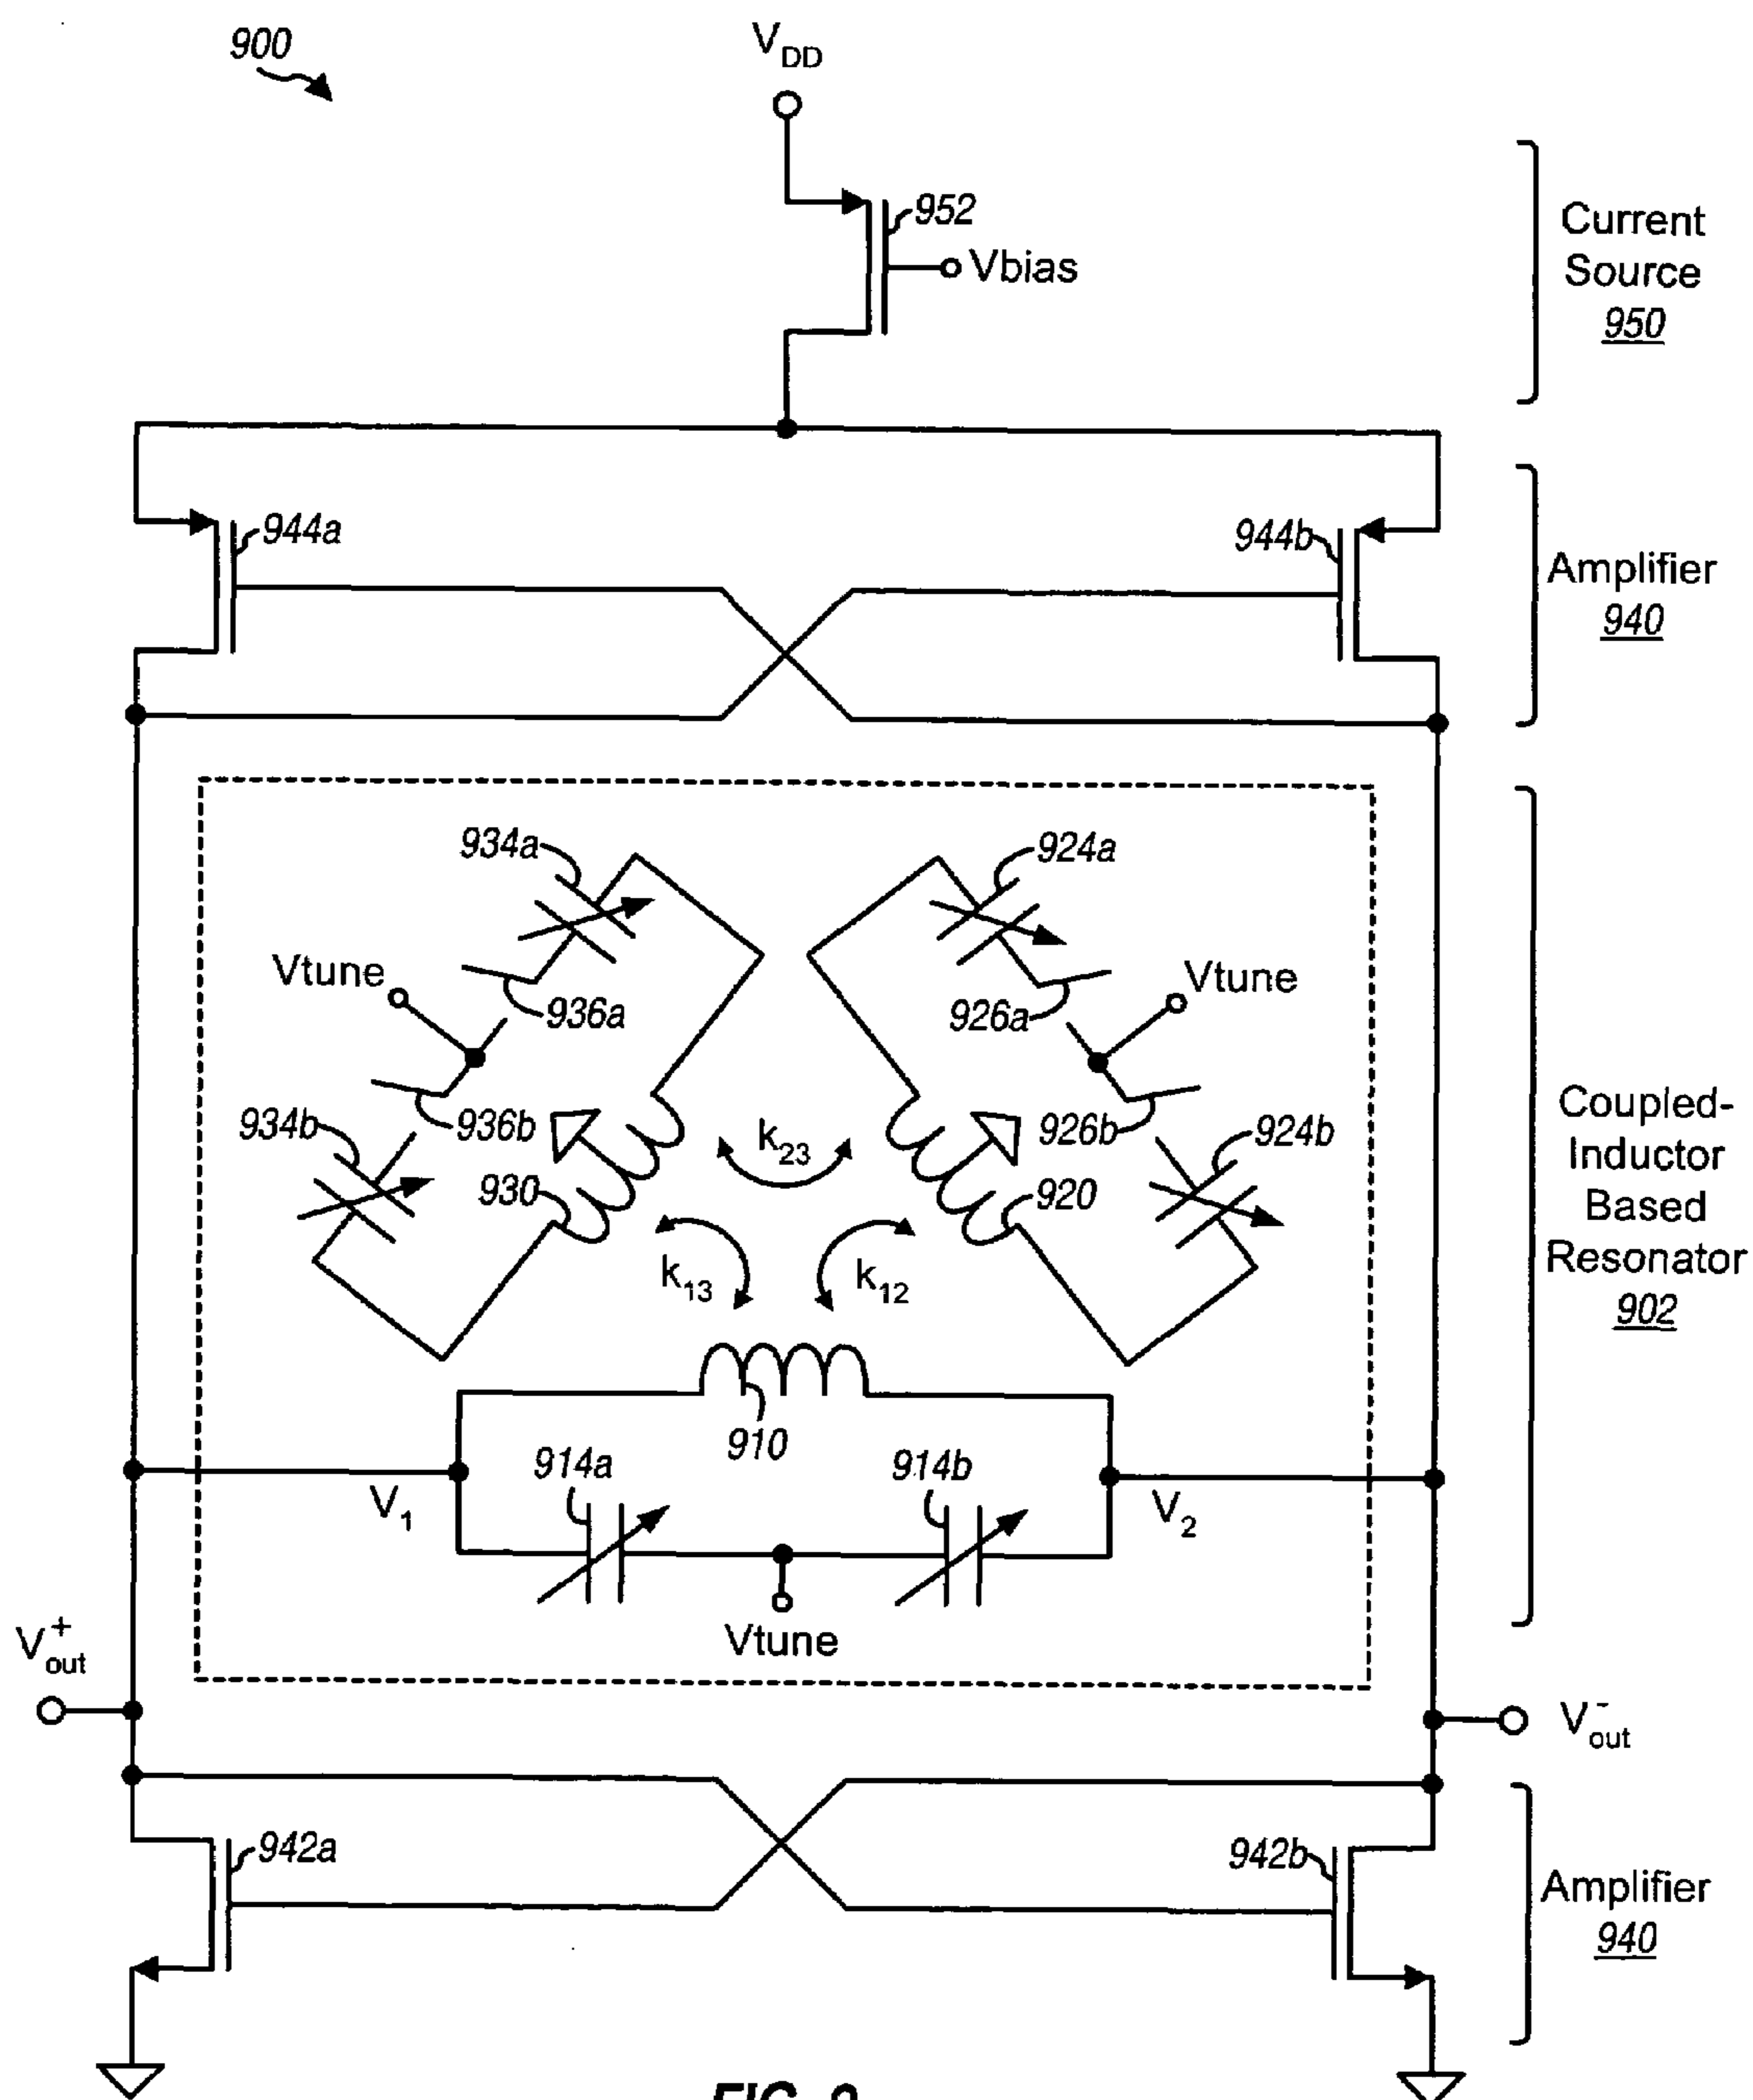 900
V DD
952
Vbias
Current
Source
950
944a
944b
Amplifier
940
934a
924a
Vtune
Vtune
936a
926a
934b
936b
926b
924b
k23
930
920
k13
k12
Coupled-
Inductor
Based
Resonator
902
910
914a
914b
V1
V2
Vtune
V+out
V-out
942a
942b
Amplifier
940